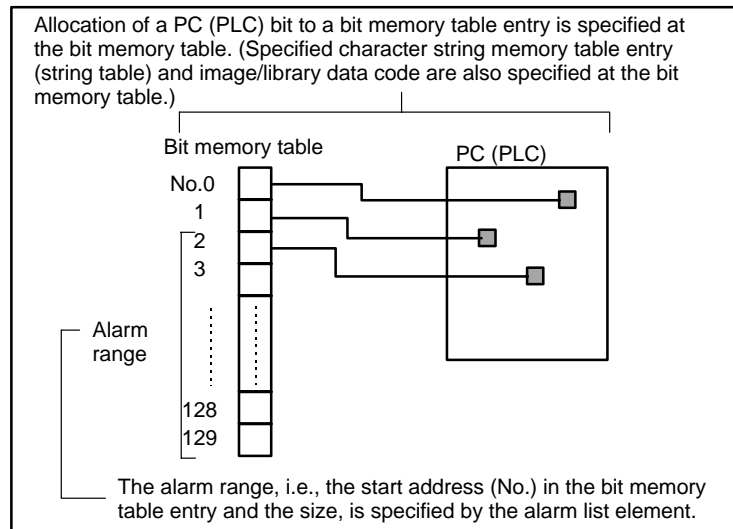 Allocation of a PC (PLC) bit to a bit memory table entry is specified at
the bit memory table. (Specified character string memory table entry
(string table) and image/library data code are also specified at the bit
memory table.)
Bit memory table
PC (PLC)
No.0
1
2
3
Alarm
range
128
129
The alarm range, i.e., the start address (No.) in the bit memory
table entry and the size, is specified by the alarm list element.